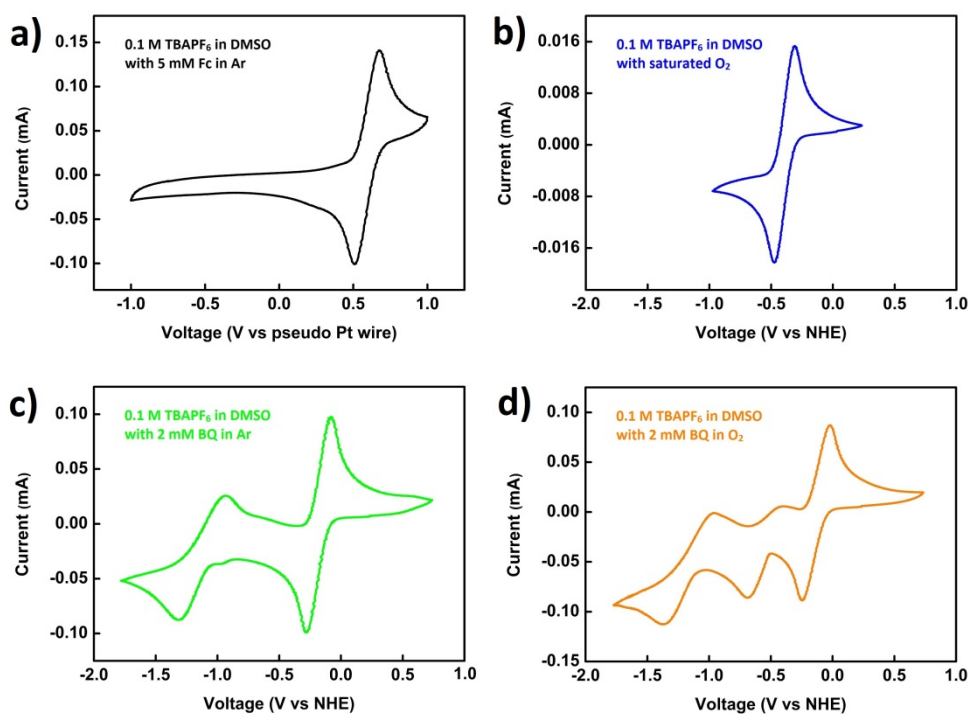 a)
0.1 M TBAPF₆ in DMSO
with 5 mM Fc in Ar
Current (mA)
0.15
0.10
0.05
0.00
-0.05
-0.10
-1.0 -0.5 0.0 0.5 1.0
Voltage (V vs pseudo Pt wire)
b)
0.1 M TBAPF₆ in DMSO
with saturated O₂
Current (mA)
0.016
0.008
0.000
-0.008
-0.016
-2.0 -1.5 -1.0 -0.5 0.0 0.5
Voltage (V vs NHE)
c)
0.1 M TBAPF₆ in DMSO
with 2 mM BQ in Ar
Current (mA)
0.10
0.05
0.00
-0.05
-0.10
-2.0 -1.5 -1.0 -0.5 0.0 0.5 1.0
Voltage (V vs NHE)
d)
0.1 M TBAPF₆ in DMSO
with 2 mM BQ in O₂
Current (mA)
0.10
0.05
0.00
-0.05
-0.10
-0.15
-2.0 -1.5 -1.0 -0.5 0.0 0.5 1.0
Voltage (V vs NHE)